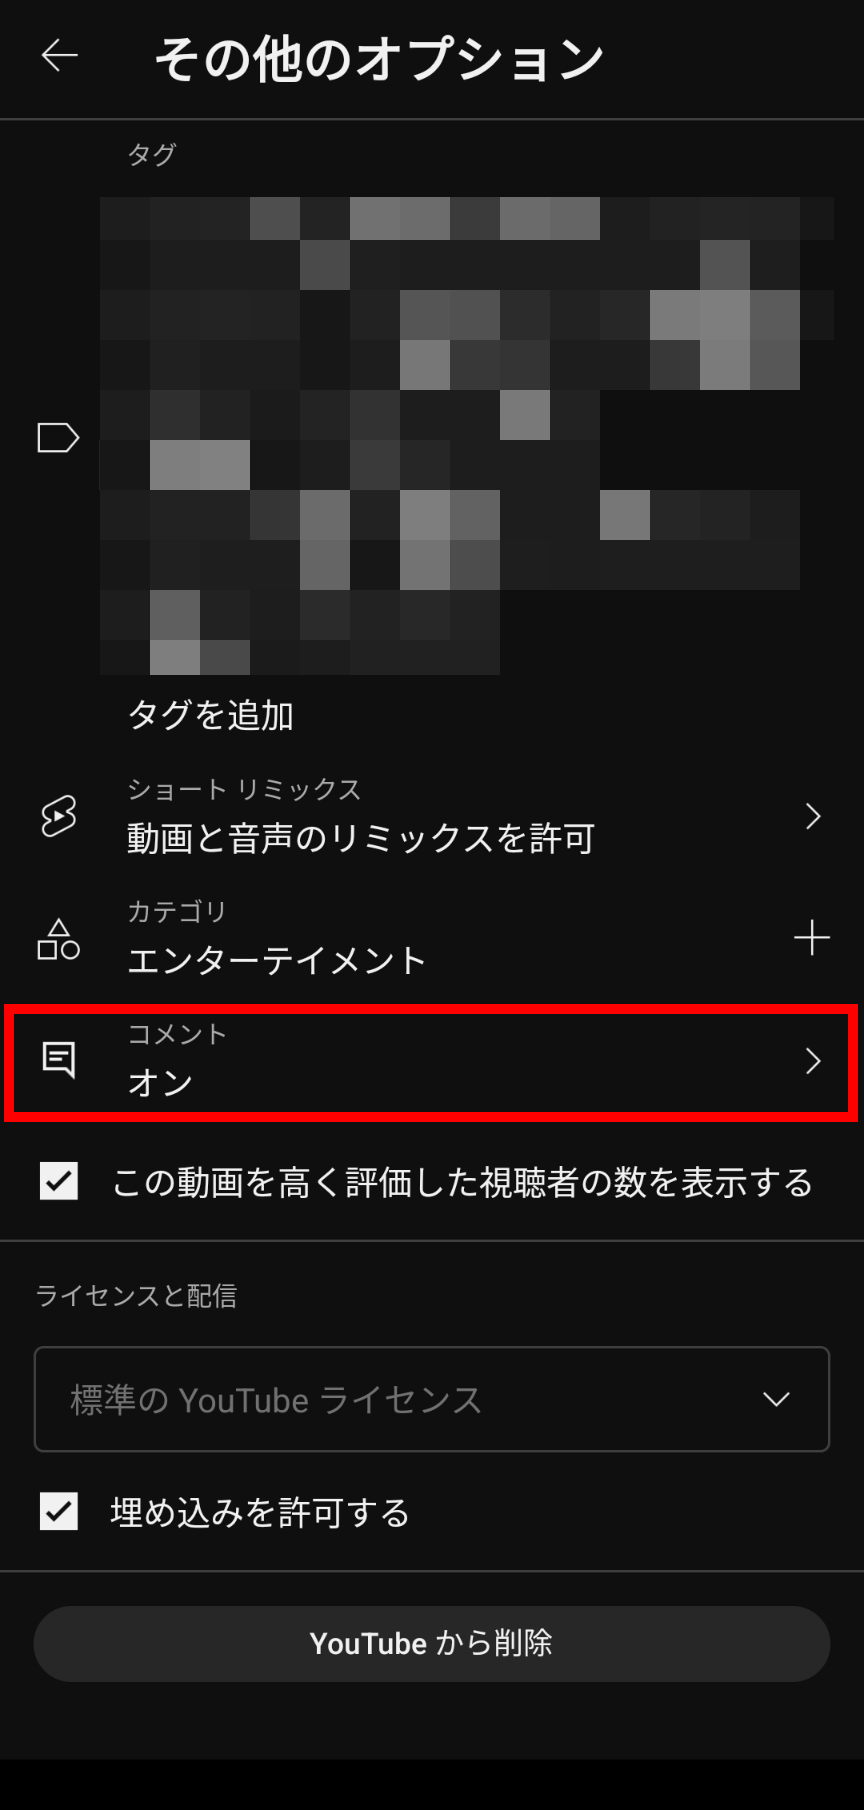 その他のオプション
タグ
タグを追加
ショート リミックス
動画と音声のリミックスを許可
カテゴリ
エンターテイメント
コメント
オン
この動画を高く評価した視聴者の数を表示する
ライセンスと配信
標準の YouTube ライセンス
埋め込みを許可する
YouTube から削除